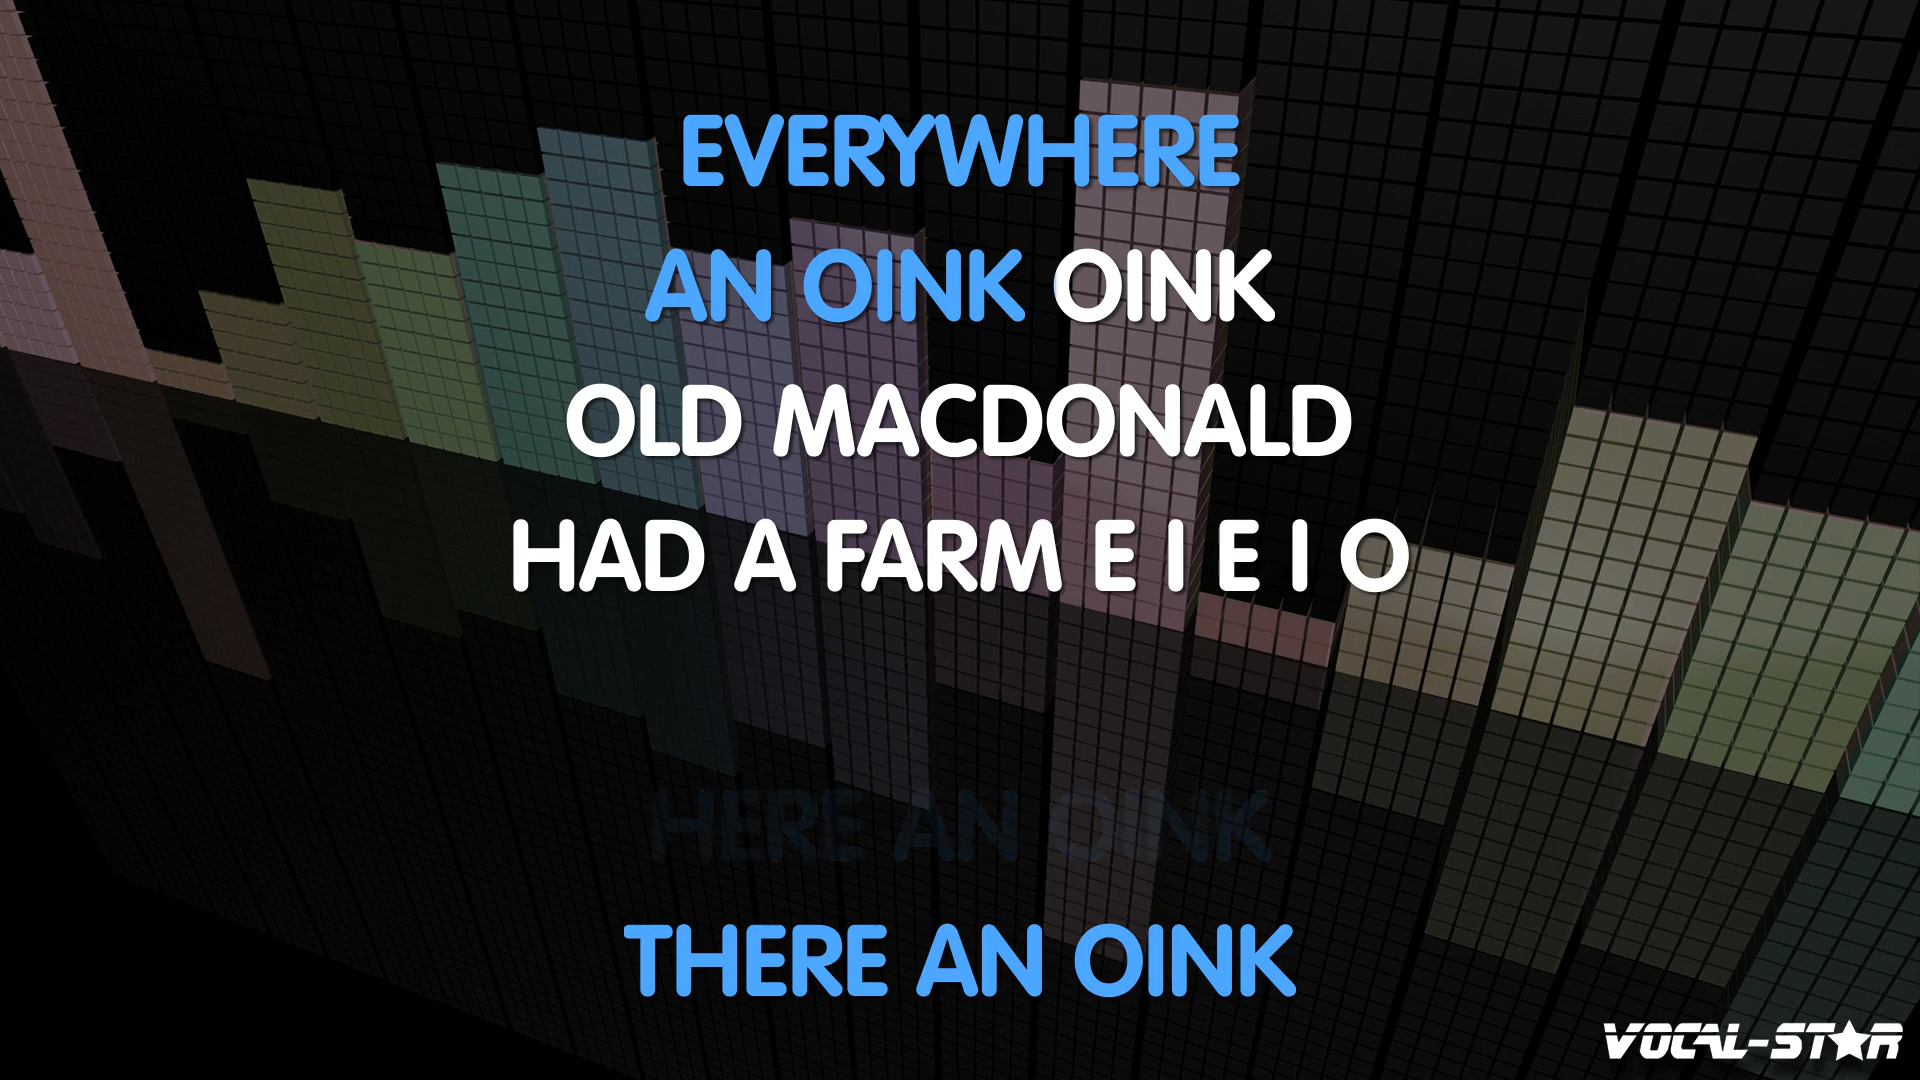 EVERYWHERE
AN OINK OINK
OLD MACDONALD
HAD A FARM E I E I O
HERE AN OINK
THERE AN OINK
VOCAL-STAR